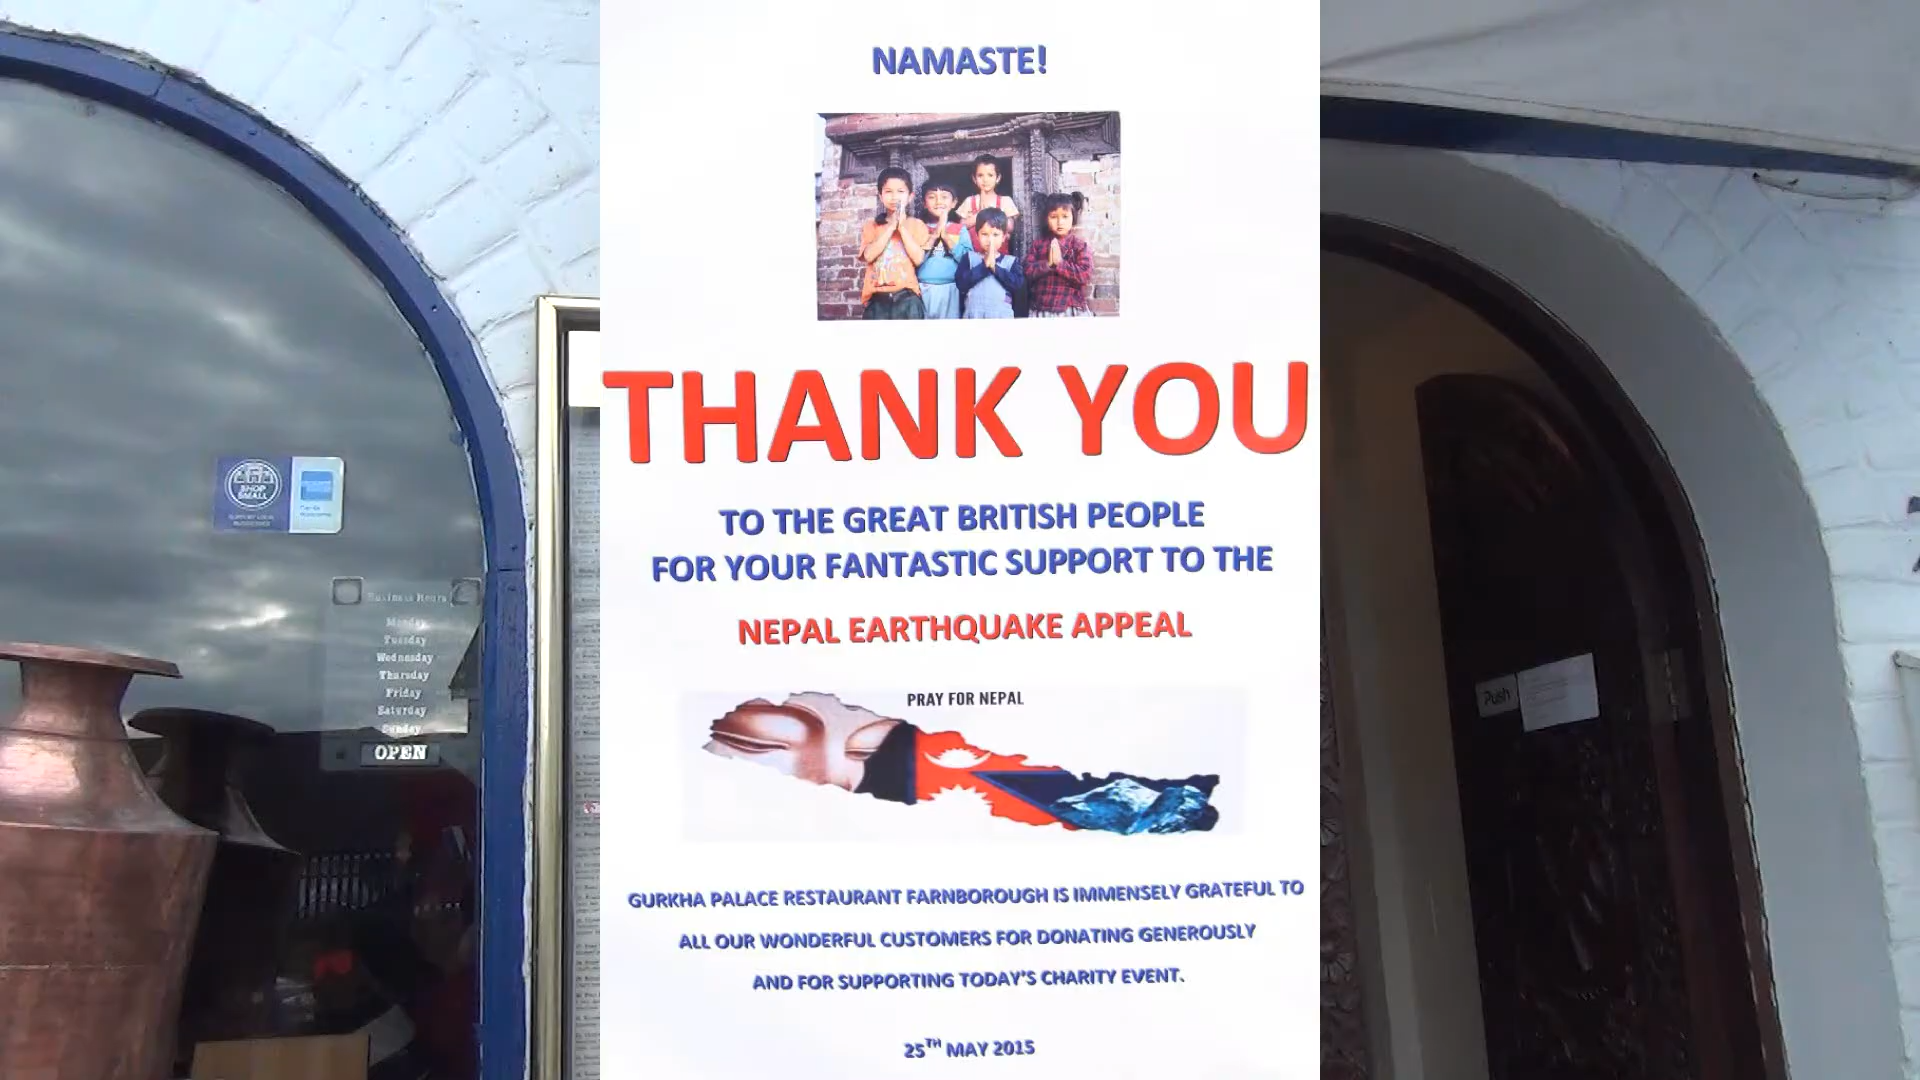 NAMASTE!
THANK YOU
TO THE GREAT BRITISH PEOPLE
FOR YOUR FANTASTIC SUPPORT TO THE
NEPAL EARTHQUAKE APPEAL
PRAY FOR NEPAL
GURKHA PALACE RESTAURANT FARNBOROUGH IS IMMENSELY GRATEFUL TO
ALL OUR WONDERFUL CUSTOMERS FOR DONATING GENEROUSLY
AND FOR SUPPORTING TODAY'S CHARITY EVENT.
25TH MAY 2015
SHOP
SMALL
Business Hours
Monday
Tuesday
Wednesday
Thursday
Friday
Saturday
Sunday
OPEN
Push